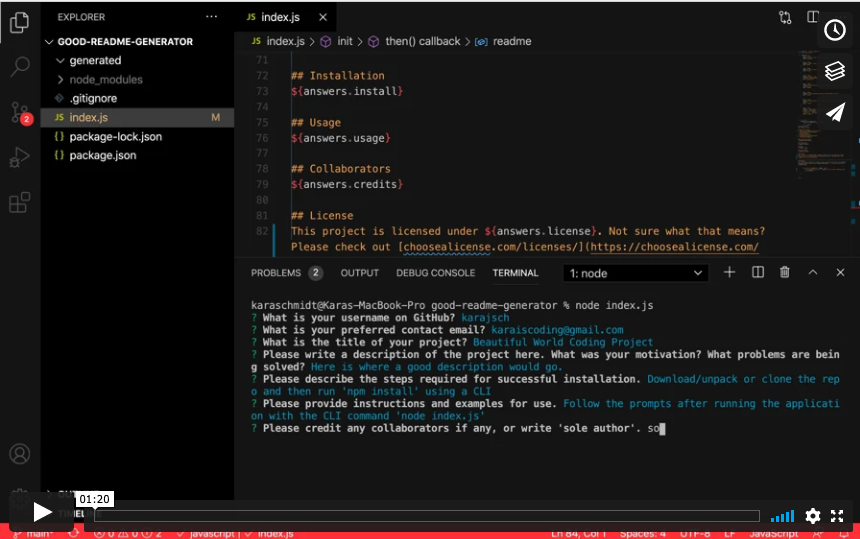 EXPLORER
GOOD-README-GENERATOR
generated
node_modules
.gitignore
JS index.js M
{} package-lock.json
{} package.json
2
JS index.js
JS index.js > init > then() callback > readme
71
72 ## Installation
73 ${answers.install}
74
75 ## Usage
76 ${answers.usage}
77
78 ## Collaborators
79 ${answers.credits}
80
81 ## License
82 This project is licensed under ${answers.license}. Not sure what that means?
Please check out [choosealicense.com/licenses/](https://choosealicense.com/
PROBLEMS 2 OUTPUT DEBUG CONSOLE TERMINAL 1: node
karaschmidt@Karas-MacBook-Pro good-readme-generator % node index.js
? What is your username on GitHub? karajsch
? What is your preferred contact email? karaiscoding@gmail.com
? What is the title of your project? Beautiful World Coding Project
? Please write a description of the project here. What was your motivation? What problems are bein
g solved? Here is where a good description would go.
? Please describe the steps required for successful installation. Download/unpack or clone the rep
o and then run 'npm install' using a CLI
? Please provide instructions and examples for use. Follow the prompts after running the applicati
on with the CLI command 'node index.js'
? Please credit any collaborators if any, or write 'sole author'. so
01:20
main* 0 0 2 javascript | index.js Ln 84, Col 1 Spaces: 4 UTF-8 LF JavaScript